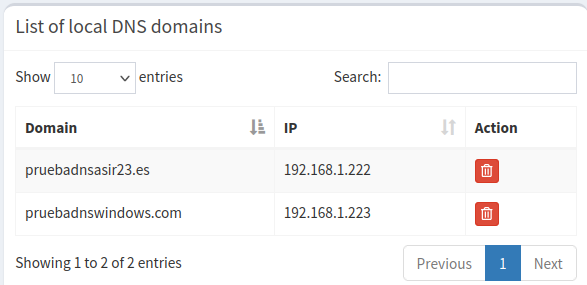 List of local DNS domains
Show 10 entries Search:
Domain IP Action
pruebadnsasir23.es 192.168.1.222
pruebadnswindows.com 192.168.1.223
Showing 1 to 2 of 2 entries Previous 1 Next